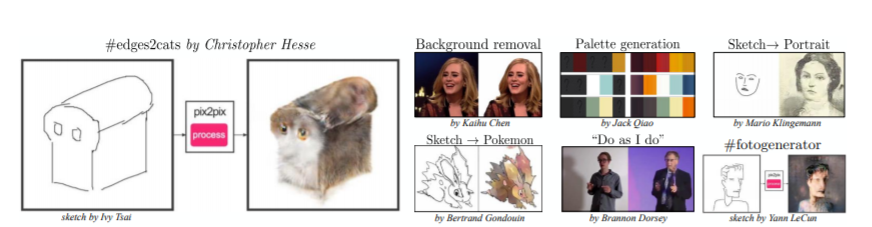 #edges2cats by Christopher Hesse
pix2pix
process
sketch by Ivy Tsai
Background removal
by Kaihu Chen
Palette generation
by Jack Qiao
Sketch→ Portrait
by Mario Klingemann
Sketch → Pokemon
by Bertrand Gondouin
“Do as I do”
by Brannon Dorsey
#fotogenerator
sketch by Yann LeCun